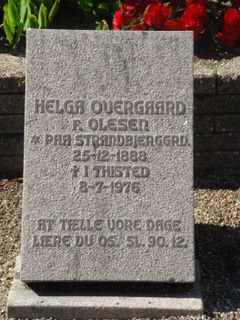 HELGA OVERGAARD
F. OLESEN
* PAA STRANDBJERGGRD.
25-12-1888
† I THISTED
8-7-1976
AT TÆLLE VORE DAGE
LÆRE DU OS. SL. 90.12.